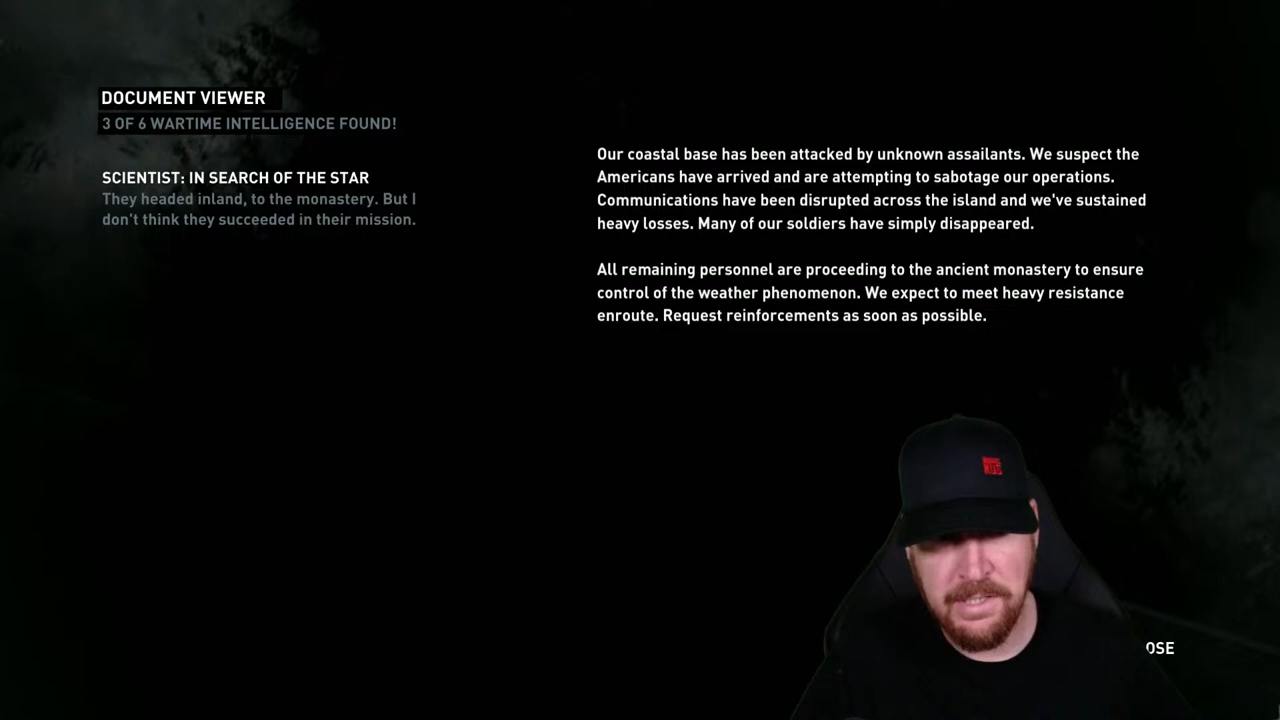 DOCUMENT VIEWER
3 OF 6 WARTIME INTELLIGENCE FOUND!
SCIENTIST: IN SEARCH OF THE STAR
They headed inland, to the monastery. But I
don't think they succeeded in their mission.
Our coastal base has been attacked by unknown assailants. We suspect the
Americans have arrived and are attempting to sabotage our operations.
Communications have been disrupted across the island and we've sustained
heavy losses. Many of our soldiers have simply disappeared.
All remaining personnel are proceeding to the ancient monastery to ensure
control of the weather phenomenon. We expect to meet heavy resistance
enroute. Request reinforcements as soon as possible.
OSE